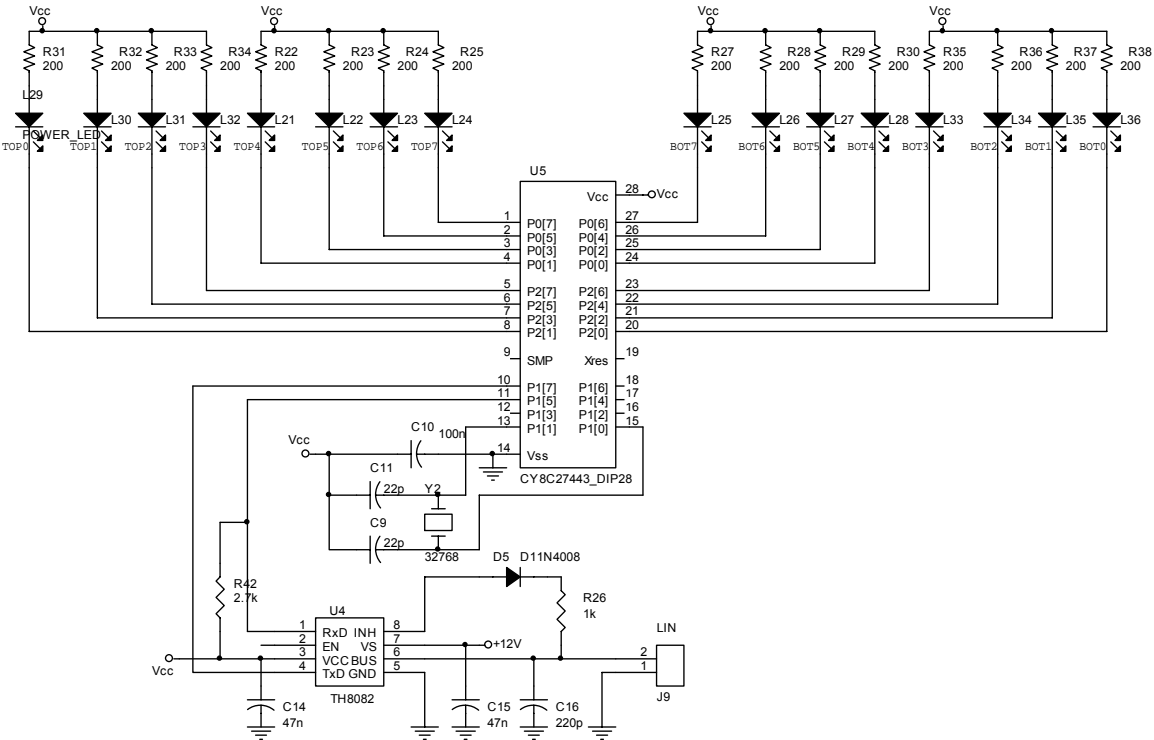 Vcc Vcc Vcc Vcc
R31 R32 R33 R34 R22 R23 R24 R25 R27 R28 R29 R30 R35 R36 R37 R38
200 200 200 200 200 200 200 200 200 200 200 200 200 200 200 200
L29
L30 L31 L32 L21 L22 L23 L24 L25 L26 L27 L28 L33 L34 L35 L36
POWER_LED
TOP0 TOP1 TOP2 TOP3 TOP4 TOP5 TOP6 TOP7 BOT7 BOT6 BOT5 BOT4 BOT3 BOT2 BOT1 BOT0
U5
Vcc 28 Vcc
1 P0[7] P0[6] 27
2 P0[5] P0[4] 26
3 P0[3] P0[2] 25
4 P0[1] P0[0] 24
5 P2[7] P2[6] 23
6 P2[5] P2[4] 22
7 P2[3] P2[2] 21
8 P2[1] P2[0] 20
9 SMP Xres 19
10 P1[7] P1[6] 18
11 P1[5] P1[4] 17
12 P1[3] P1[2] 16
13 P1[1] P1[0] 15
14 Vss
CY8C27443_DIP28
C10
100n
Vcc
C11
22p
Y2
C9
22p
32768
D5 D11N4008
R42
2.7k
R26
1k
U4
1 RxD INH 8
2 EN VS 7 +12V
3 VCC BUS 6
4 TxD GND 5
TH8082
Vcc
LIN
2
1
J9
C14
47n
C15
47n
C16
220p